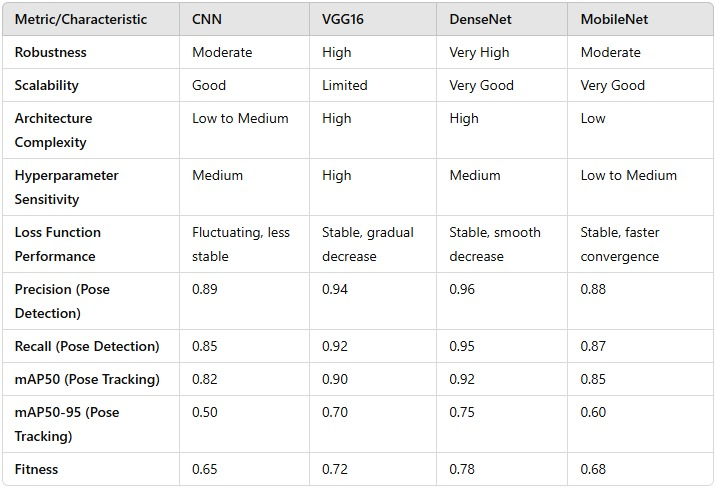 Metric/Characteristic CNN VGG16 DenseNet MobileNet
Robustness Moderate High Very High Moderate
Scalability Good Limited Very Good Very Good
Architecture Low to Medium High High Low
Complexity
Hyperparameter Medium High Medium Low to Medium
Sensitivity
Loss Function Fluctuating, less Stable, gradual Stable, smooth Stable, faster
Performance stable decrease decrease convergence
Precision (Pose 0.89 0.94 0.96 0.88
Detection)
Recall (Pose Detection) 0.85 0.92 0.95 0.87
mAP50 (Pose Tracking) 0.82 0.90 0.92 0.85
mAP50-95 (Pose 0.50 0.70 0.75 0.60
Tracking)
Fitness 0.65 0.72 0.78 0.68